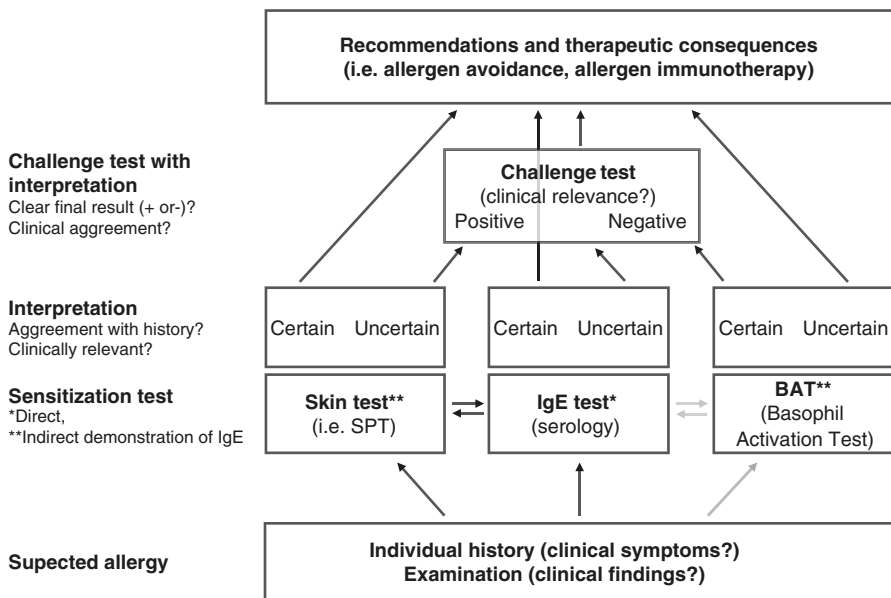 Recommendations and therapeutic consequences
(i.e. allergen avoidance, allergen immunotherapy)
Challenge test with
interpretation
Clear final result (+ or-)?
Clinical aggreement?
Challenge test
(clinical relevance?)
Positive Negative
Interpretation
Aggreement with history?
Clinically relevant?
Certain Uncertain
Certain Uncertain
Certain Uncertain
Sensitization test
*Direct,
**Indirect demonstration of IgE
Skin test**
(i.e. SPT)
IgE test*
(serology)
BAT**
(Basophil
Activation Test)
Supected allergy
Individual history (clinical symptoms?)
Examination (clinical findings?)